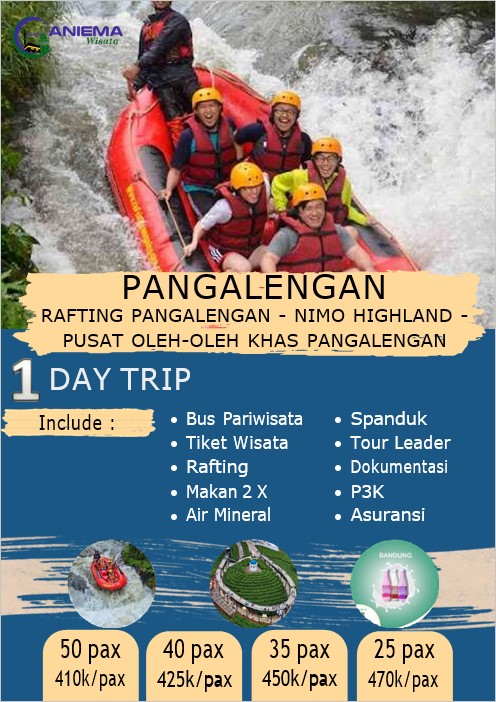 GANIEMA
Wisata
PANGALENGAN
RAFTING PANGALENGAN - NIMO HIGHLAND -
PUSAT OLEH-OLEH KHAS PANGALENGAN
1 DAY TRIP
Include :
• Bus Pariwisata
• Tiket Wisata
• Rafting
• Makan 2 X
• Air Mineral
• Spanduk
• Tour Leader
• Dokumentasi
• P3K
• Asuransi
BANDUNG
50 pax
410k/pax
40 pax
425k/pax
35 pax
450k/pax
25 pax
470k/pax